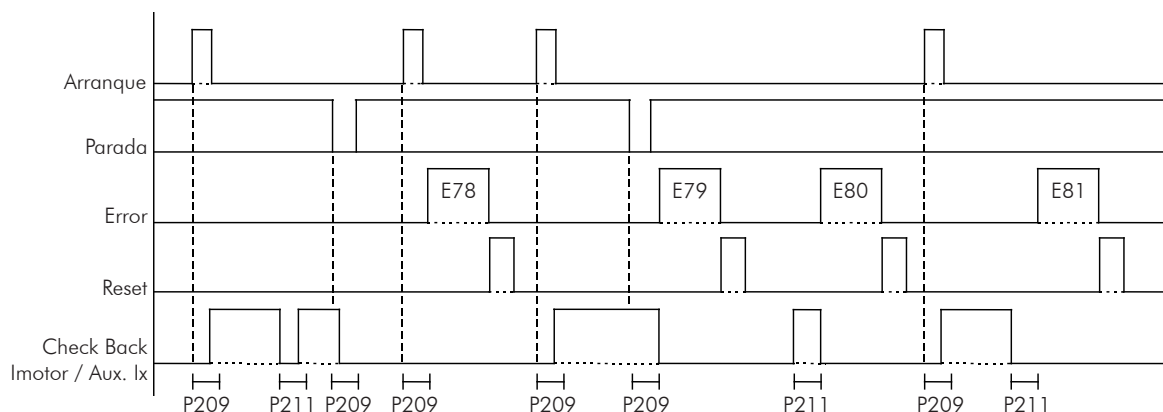 Arranque
Parada
E78
E79
E80
E81
Error
Reset
Check Back
Imotor / Aux. Ix
P209
P211
P209
P209
P209
P209
P211
P209
P211